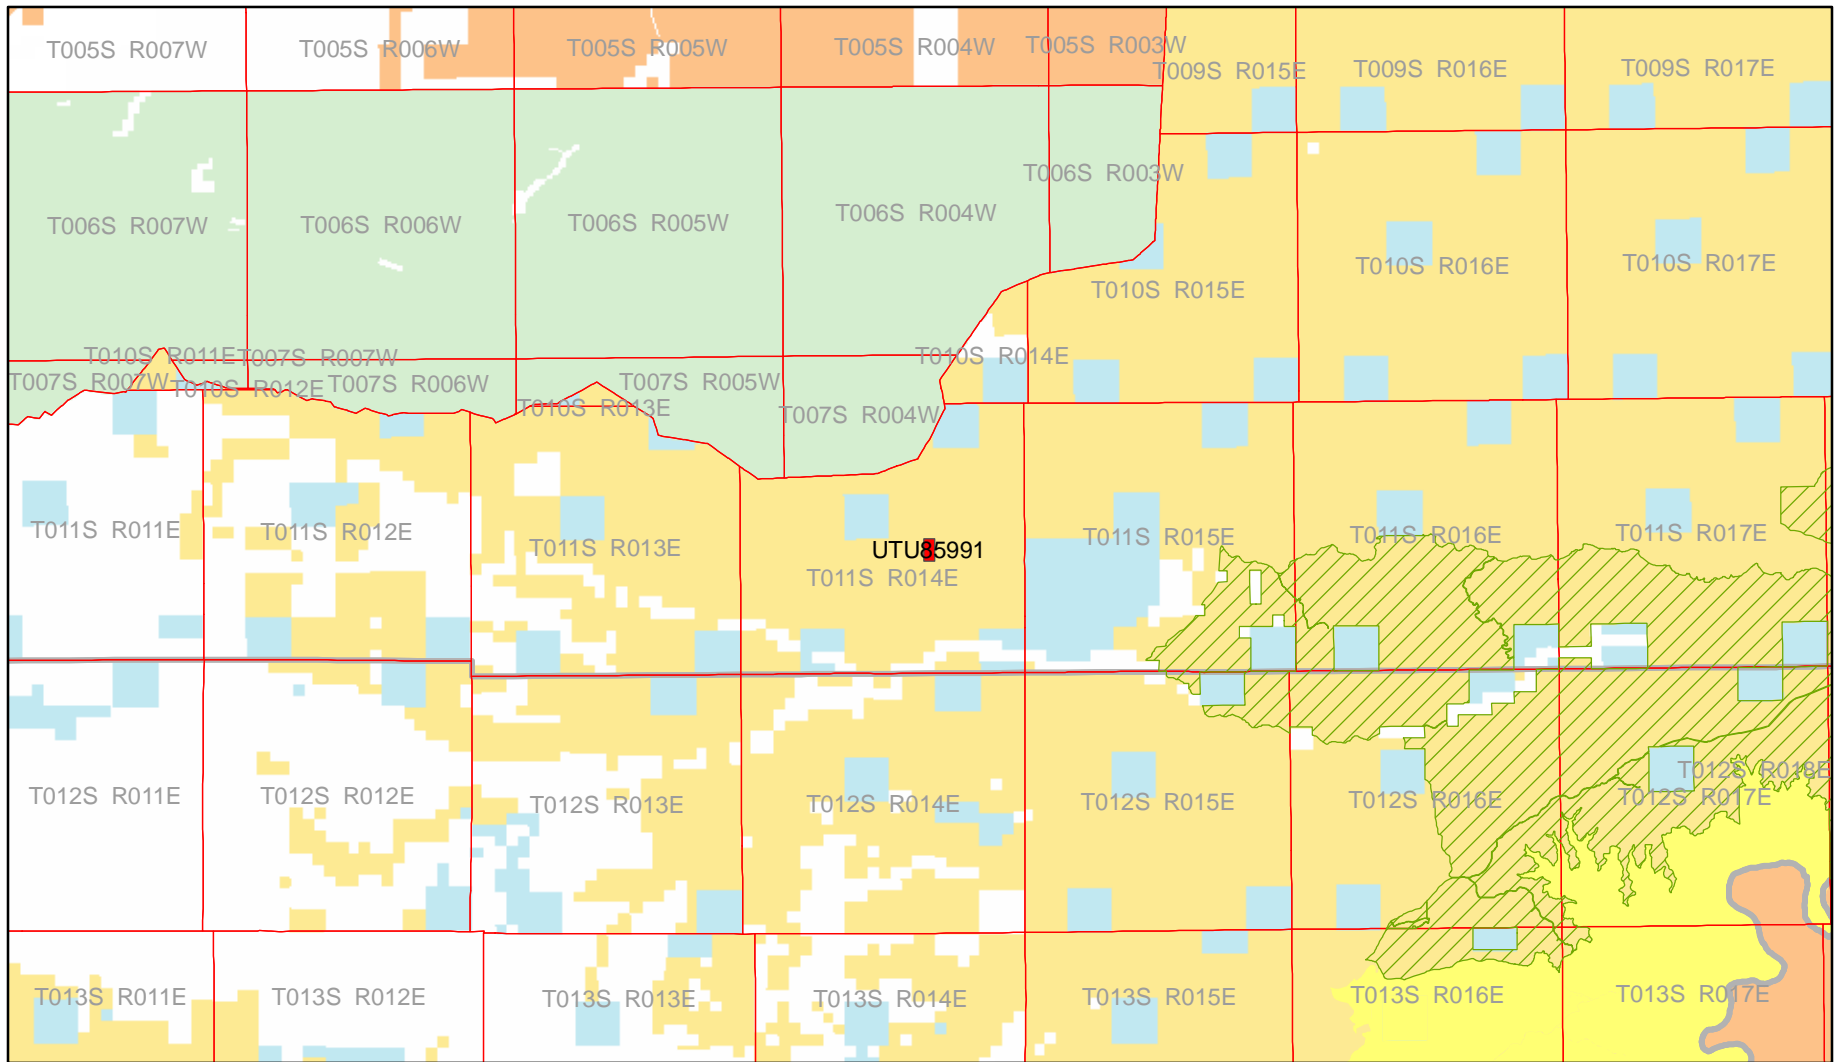 T005S R007W
T005S R006W
T005S R005W
T005S R004W
T005S R003W
T009S R015E
T009S R016E
T009S R017E
T006S R007W
T006S R006W
T006S R005W
T006S R004W
T006S R003W
T010S R015E
T010S R016E
T010S R017E
T010S R011E
T007S R007W
T010S R014E
T007S R007W
T010S R012E
T007S R006W
T007S R005W
T010S R013E
T007S R004W
T011S R011E
T011S R012E
T011S R013E
UTU85991
T011S R014E
T011S R015E
T011S R016E
T011S R017E
T012S R011E
T012S R012E
T012S R013E
T012S R014E
T012S R015E
T012S R016E
T012S R018E
T012S R017E
T013S R011E
T013S R012E
T013S R013E
T013S R014E
T013S R015E
T013S R016E
T013S R017E